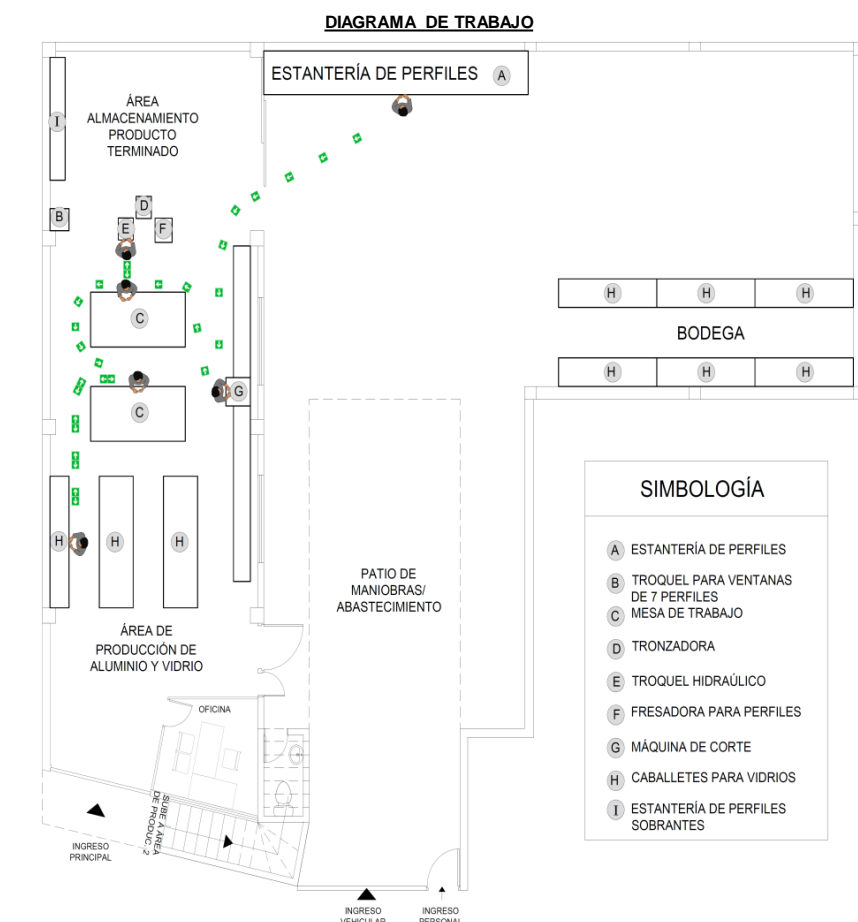 DIAGRAMA DE TRABAJO
ESTANTERÍA DE PERFILES
A
I
ÁREA
ALMACENAMIENTO
PRODUCTO
TERMINADO
B
D
E
F
C
G
C
H
H
H
H
H
H
BODEGA
H
H
H
PATIO DE
MANIOBRAS/
ABASTECIMIENTO
ÁREA DE
PRODUCCIÓN DE
ALUMINIO Y VIDRIO
OFICINA
SUBE A ÁREA
DE PRODUC. 2
INGRESO
PRINCIPAL
INGRESO
VEHICULAR
INGRESO
PERSONAL
SIMBOLOGÍA
A ESTANTERÍA DE PERFILES
B TROQUEL PARA VENTANAS
DE 7 PERFILES
C MESA DE TRABAJO
D TRONZADORA
E TROQUEL HIDRAÚLICO
F FRESADORA PARA PERFILES
G MÁQUINA DE CORTE
H CABALLETES PARA VIDRIOS
I ESTANTERÍA DE PERFILES
SOBRANTES